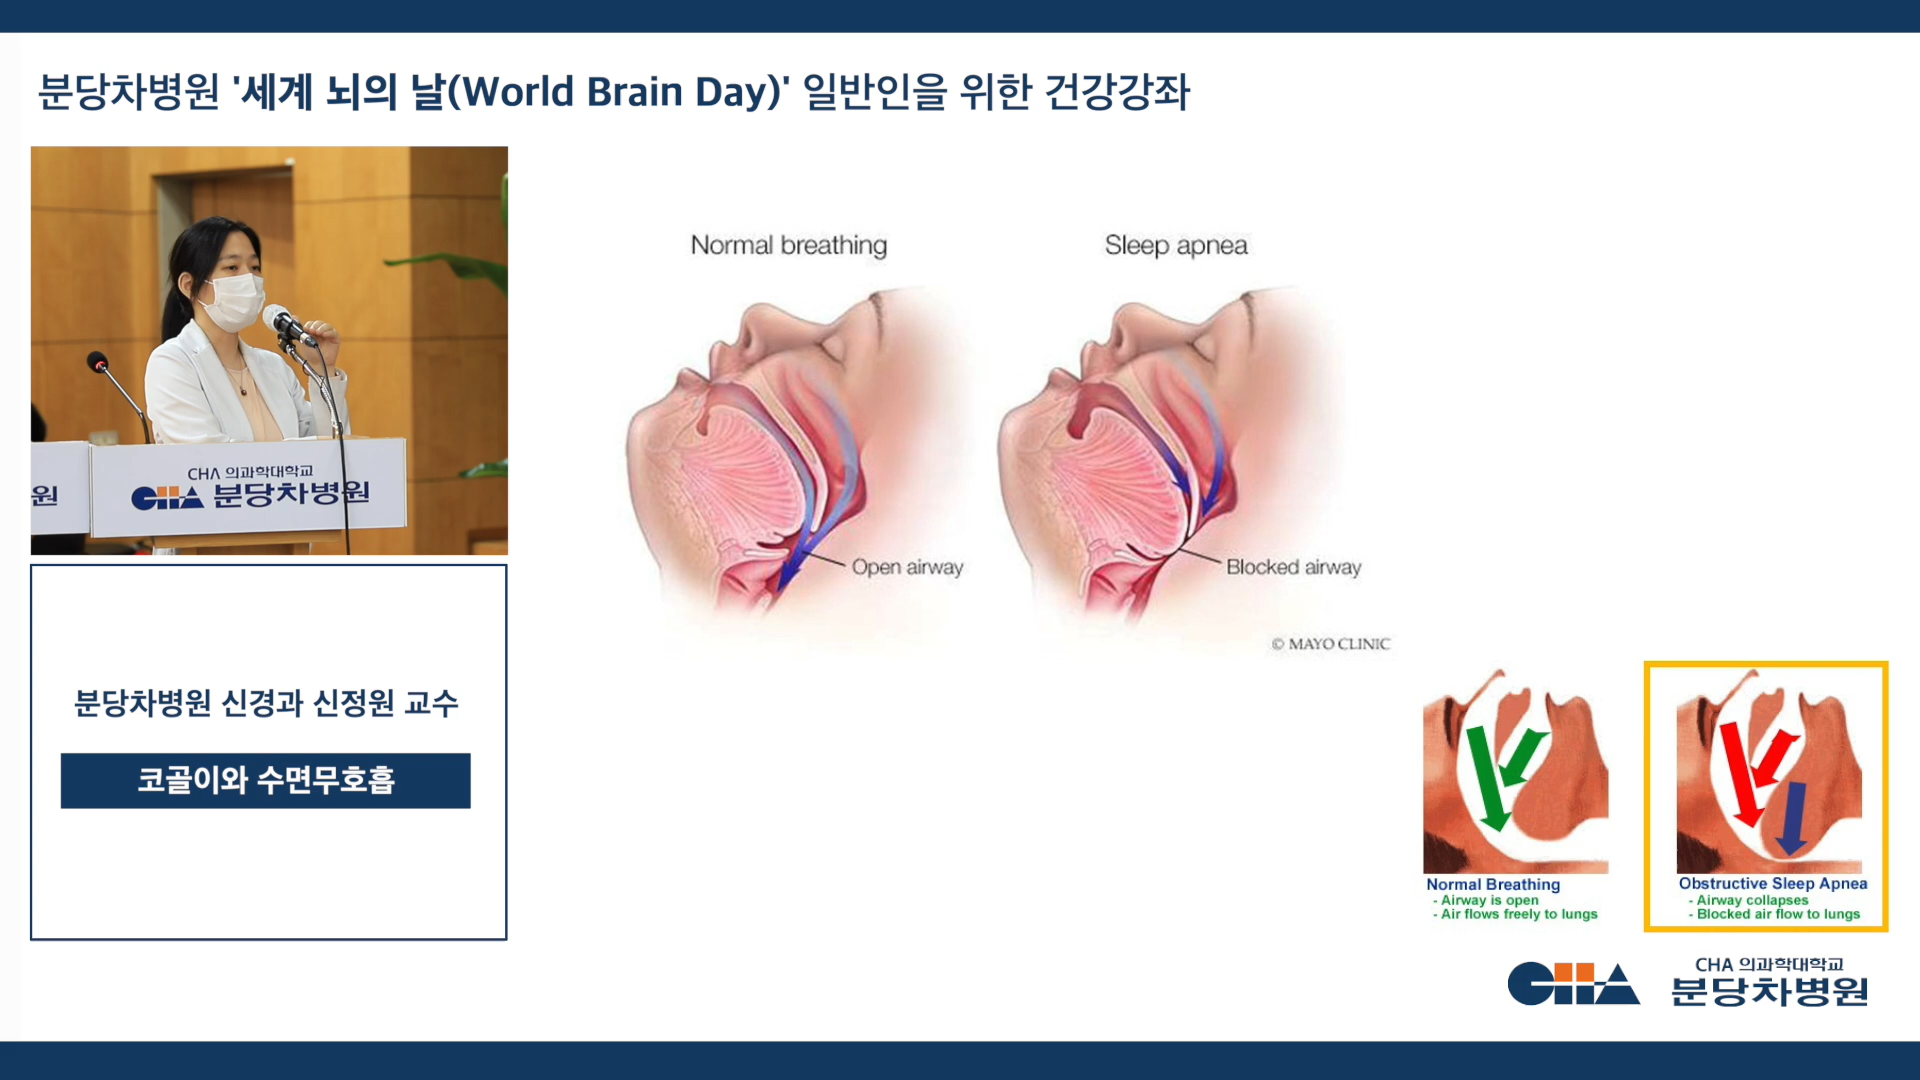 분당차병원 '세계 뇌의 날(World Brain Day)' 일반인을 위한 건강강좌
CHA 의과학대학교
CHA 분당차병원
원
분당차병원 신경과 신정원 교수
코골이와 수면무호흡
Normal breathing
Sleep apnea
Open airway
Blocked airway
© MAYO CLINIC
Normal Breathing
- Airway is open
- Air flows freely to lungs
Obstructive Sleep Apnea
- Airway collapses
- Blocked air flow to lungs
CHA
CHA 의과학대학교
분당차병원